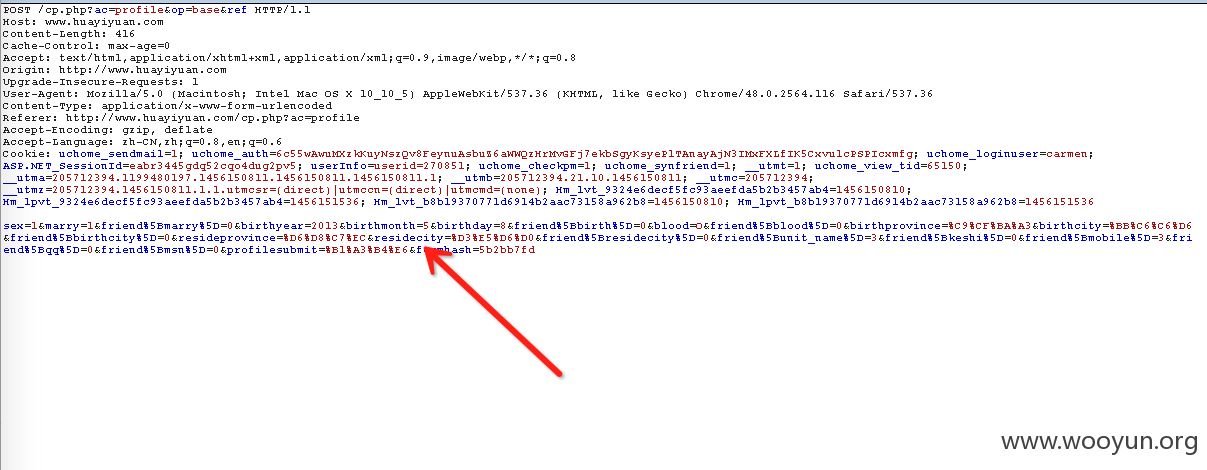 POST /cp.php?ac=profile&op=base&ref HTTP/1.1
Host: www.huayiyuan.com
Content-Length: 416
Cache-Control: max-age=0
Accept: text/html,application/xhtml+xml,application/xml;q=0.9,image/webp,*/*;q=0.8
Origin: http://www.huayiyuan.com
Upgrade-Insecure-Requests: 1
User-Agent: Mozilla/5.0 (Macintosh; Intel Mac OS X 10_10_5) AppleWebKit/537.36 (KHTML, like Gecko) Chrome/48.0.2564.116 Safari/537.36
Content-Type: application/x-www-form-urlencoded
Referer: http://www.huayiyuan.com/cp.php?ac=profile
Accept-Encoding: gzip, deflate
Accept-Language: zh-CN,zh;q=0.8,en;q=0.6
Cookie: uchome_sendmail=1; uchome_auth=6c55wAwuMXzkKuyNszQv8FeynuAsbuZ6aWWQzHrMvGFj7ekbSgyKsyePlTAnayAjN3IMxFXLfIK5CxvulcPSPICxmfg; uchome_loginuser=carmen;
ASP.NET_SessionId=eabr3445gdq52cqo4dug2pv5; userInfo=userid=270851; uchome_checkpm=1; uchome_synfriend=1; __utmt=1; uchome_view_tid=65150;
__utma=205712394.1199480197.1456150811.1456150811.1456150811.1; __utmb=205712394.21.10.1456150811; __utmc=205712394;
__utmz=205712394.1456150811.1.1.utmcsr=(direct)|utmccn=(direct)|utmcmd=(none); Hm_lvt_9324e6decf5fc93aeefda5b2b3457ab4=1456150810;
Hm_lpvt_9324e6decf5fc93aeefda5b2b3457ab4=1456151536; Hm_lvt_b8b19370771d6914b2aac73158a962b8=1456150810; Hm_lpvt_b8b19370771d6914b2aac73158a962b8=1456151536
sex=1&marry=1&friend%5Bmarry%5D=0&birthyear=2013&birthmonth=5&birthday=8&friend%5Bbirth%5D=0&blood=O&friend%5Bblood%5D=0&birthprovince=%C9%CF%BA%A3&birthcity=%BB%C6%C6%D6
&friend%5Bbirthcity%5D=0&resideprovince=%D6%D8%C7%EC&residecity=%D3%E5%D6%D0&friend%5Bresidecity%5D=0&friend%5Bunit_name%5D=3&friend%5Bkeshi%5D=0&friend%5Bmobile%5D=3&fri
end%5Bqq%5D=0&friend%5Bmsn%5D=0&profilesubmit=%B1%A3%B4%E6&formhash=5b2bb7fd
www.wooyun.org